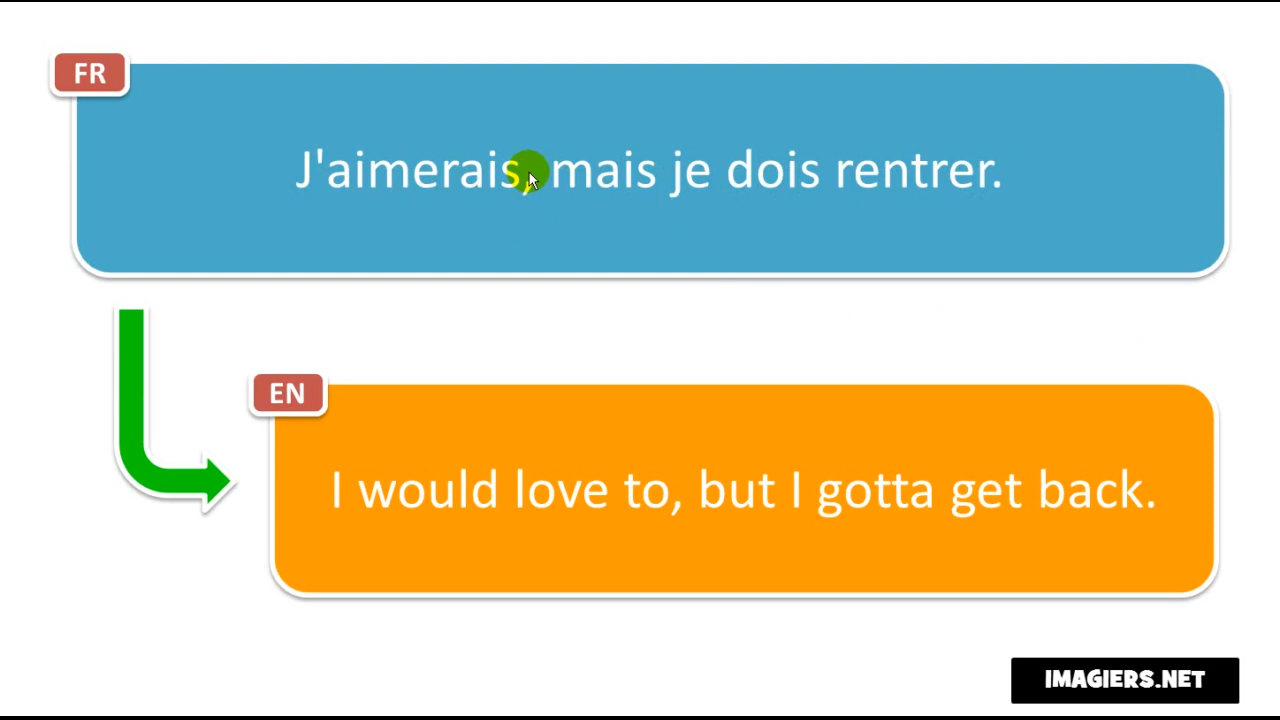 FR
J'aimerais, mais je dois rentrer.
EN
I would love to, but I gotta get back.
IMAGIERS.NET